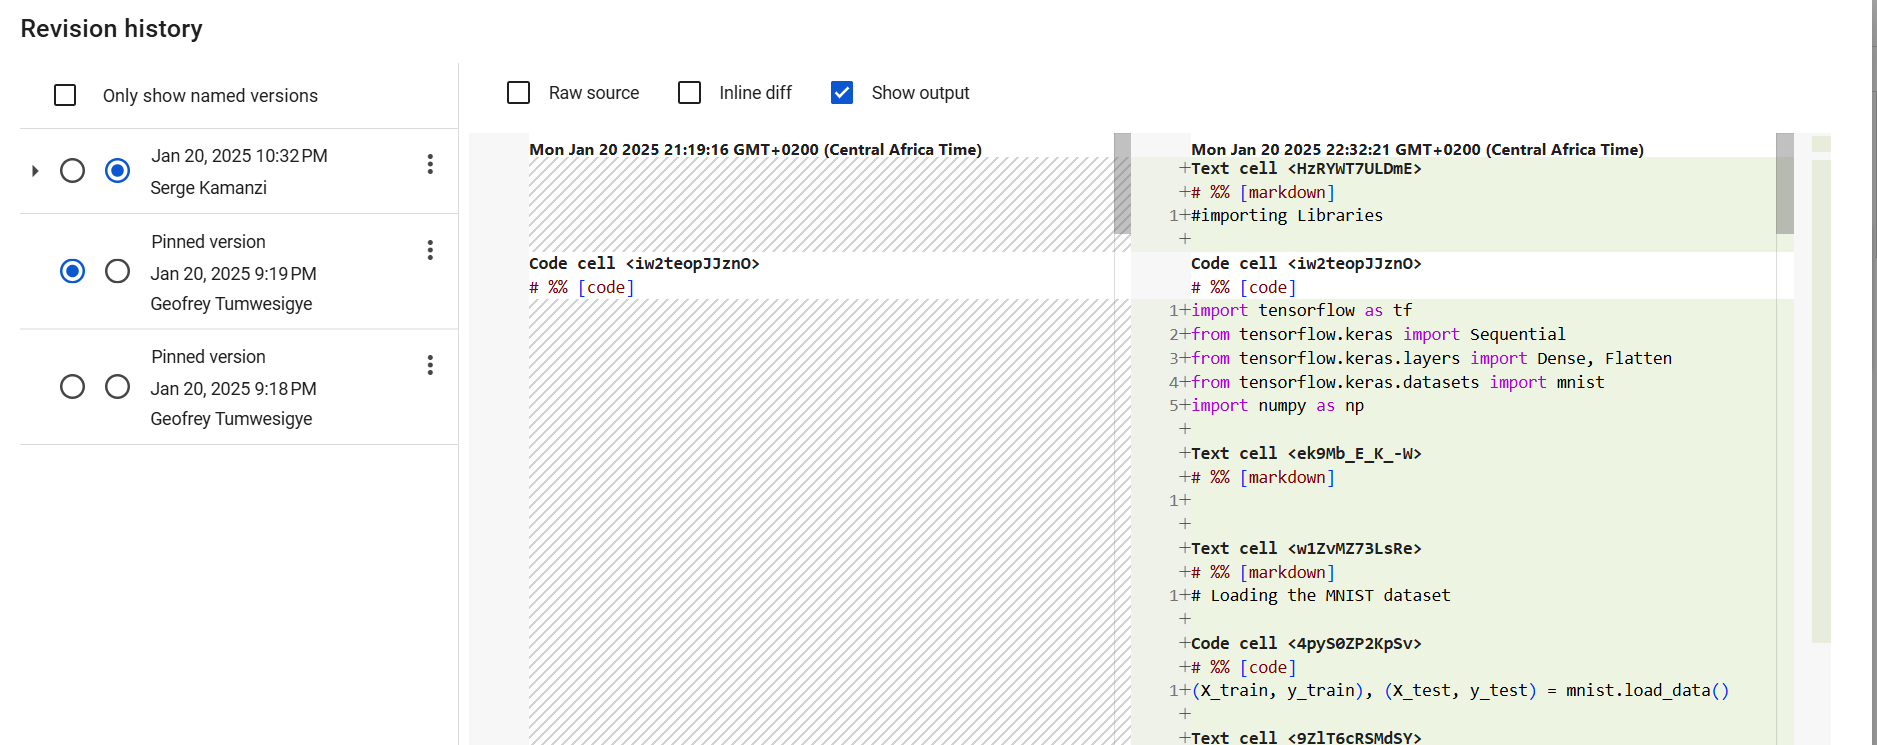 Revision history
Only show named versions
Jan 20, 2025 10:32 PM
Serge Kamanzi
Pinned version
Jan 20, 2025 9:19 PM
Geofrey Tumwesigye
Pinned version
Jan 20, 2025 9:18 PM
Geofrey Tumwesigye
Raw source
Inline diff
Show output
Mon Jan 20 2025 21:19:16 GMT+0200 (Central Africa Time)
Code cell <iw2teopJJznO>
# %% [code]
Mon Jan 20 2025 22:32:21 GMT+0200 (Central Africa Time)
+Text cell <HzRYWT7ULDmE>
+# %% [markdown]
1+#importing Libraries
+
Code cell <iw2teopJJznO>
# %% [code]
1+import tensorflow as tf
2+from tensorflow.keras import Sequential
3+from tensorflow.keras.layers import Dense, Flatten
4+from tensorflow.keras.datasets import mnist
5+import numpy as np
+
+Text cell <ek9Mb_E_K_-W>
+# %% [markdown]
1+
+
+Text cell <w1ZvMZ73LsRe>
+# %% [markdown]
1+# Loading the MNIST dataset
+
+Code cell <4pyS0ZP2KpSv>
+# %% [code]
1+(X_train, y_train), (X_test, y_test) = mnist.load_data()
+
+Text cell <9ZlT6cRSMdSY>